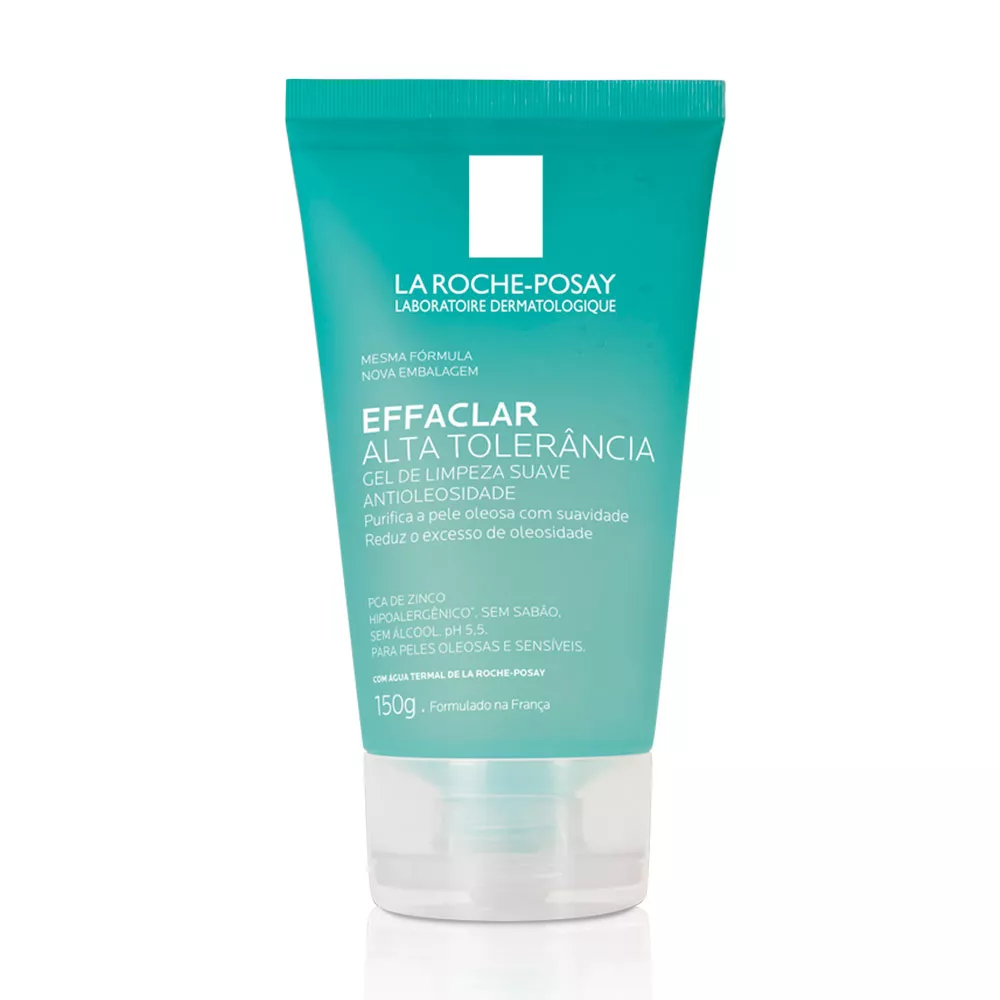 LA ROCHE-POSAY
LABORATOIRE DERMATOLOGIQUE
MESMA FÓRMULA
NOVA EMBALAGEM
EFFACLAR
ALTA TOLERÂNCIA
GEL DE LIMPEZA SUAVE
ANTIOLEOSIDADE
Purifica a pele oleosa com suavidade
Reduz o excesso de oleosidade
PCA DE ZINCO
HIPOALERGÊNICO*. SEM SABÃO,
SEM ÁLCOOL. pH 5,5.
PARA PELES OLEOSAS E SENSÍVEIS.
COM ÁGUA TERMAL DE LA ROCHE-POSAY
150g . Formulado na França